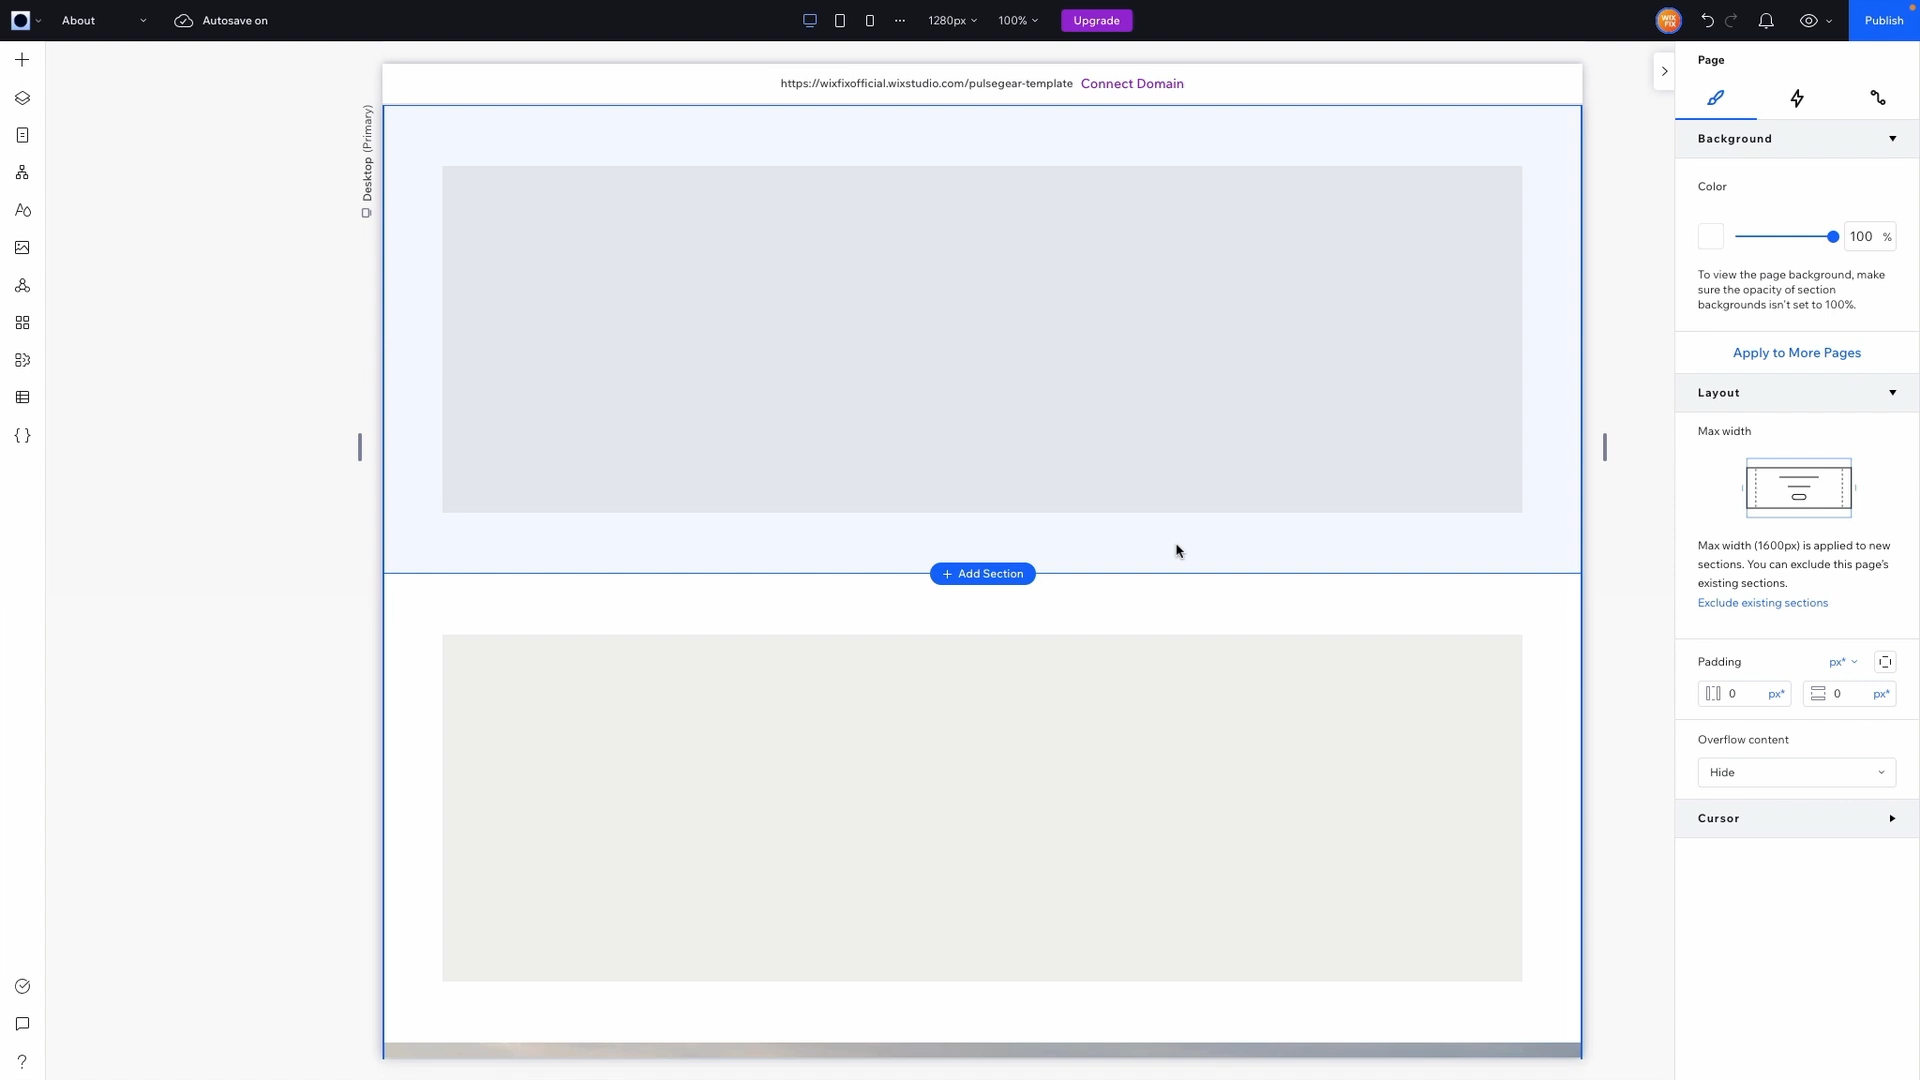 About
Autosave on
1280px
100%
Upgrade
WIX
FIX
Publish
https://wixfixofficial.wixstudio.com/pulsegear-template Connect Domain
Desktop (Primary)
+ Add Section
Page
Background
Color
100 %
To view the page background, make
sure the opacity of section
backgrounds isn't set to 100%.
Apply to More Pages
Layout
Max width
Max width (1600px) is applied to new
sections. You can exclude this page's
existing sections.
Exclude existing sections
Padding px*
0 px* 0 px*
Overflow content
Hide
Cursor